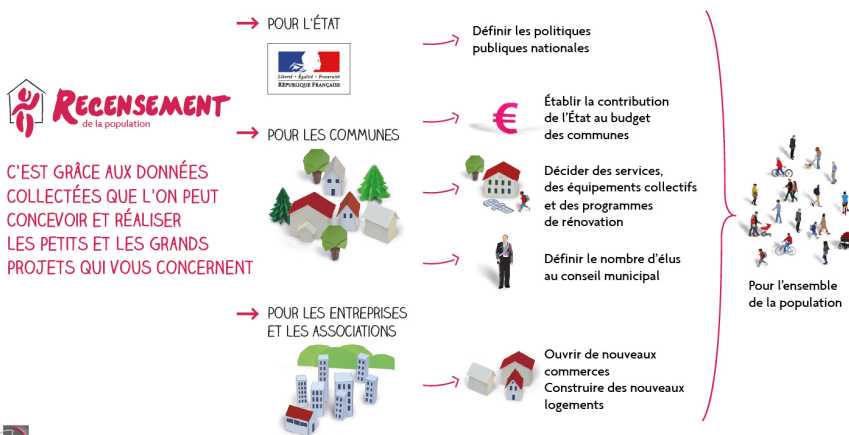 Recensement
de la population
C'EST GRÂCE AUX DONNÉES
COLLECTÉES QUE L'ON PEUT
CONCEVOIR ET RÉALISER
LES PETITS ET LES GRANDS
PROJETS QUI VOUS CONCERNENT
POUR L'ÉTAT
Liberté • Égalité • Fraternité
RÉPUBLIQUE FRANÇAISE
Définir les politiques
publiques nationales
POUR LES COMMUNES
Établir la contribution
de l'État au budget
des communes
Décider des services,
des équipements collectifs
et des programmes
de rénovation
Définir le nombre d'élus
au conseil municipal
POUR LES ENTREPRISES
ET LES ASSOCIATIONS
Ouvrir de nouveaux
commerces
Construire des nouveaux
logements
Pour l'ensemble
de la population